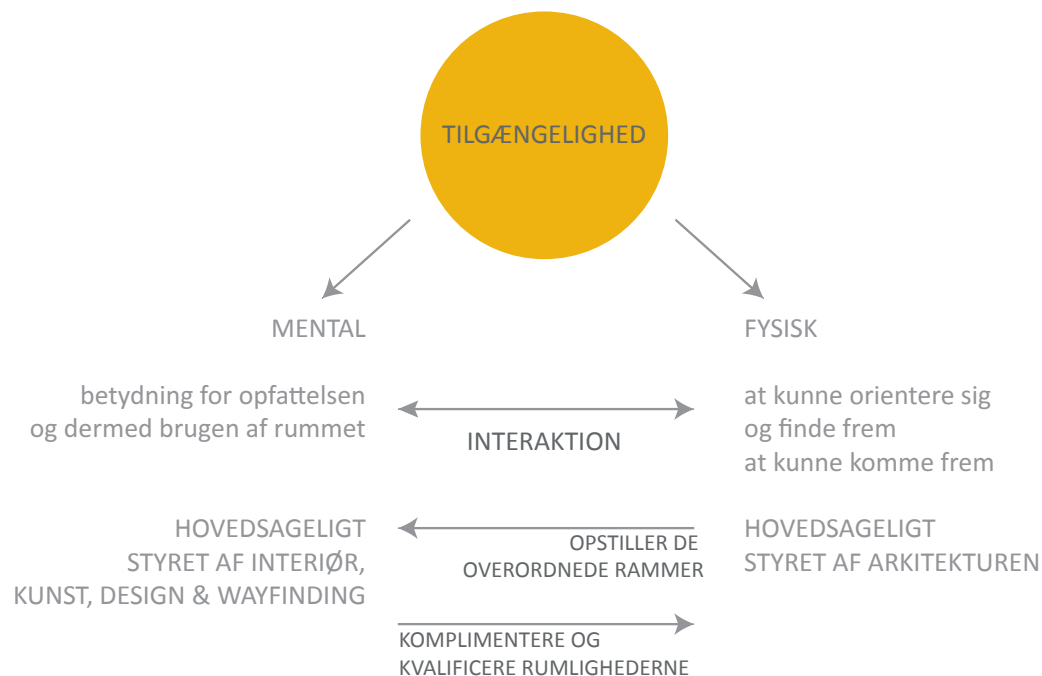 TILGÆNGELIGHED
MENTAL
FYSISK
betydning for opfattelsen
og dermed brugen af rummet
INTERAKTION
at kunne orientere sig
og finde frem
at kunne komme frem
HOVEDSAGELIGT
STYRET AF INTERIØR,
KUNST, DESIGN & WAYFINDING
OPSTILLER DE
OVERORDNEDE RAMMER
HOVEDSAGELIGT
STYRET AF ARKITEKTUREN
KOMPLIMENTERE OG
KVALIFICERE RUMLIGHEDERNE